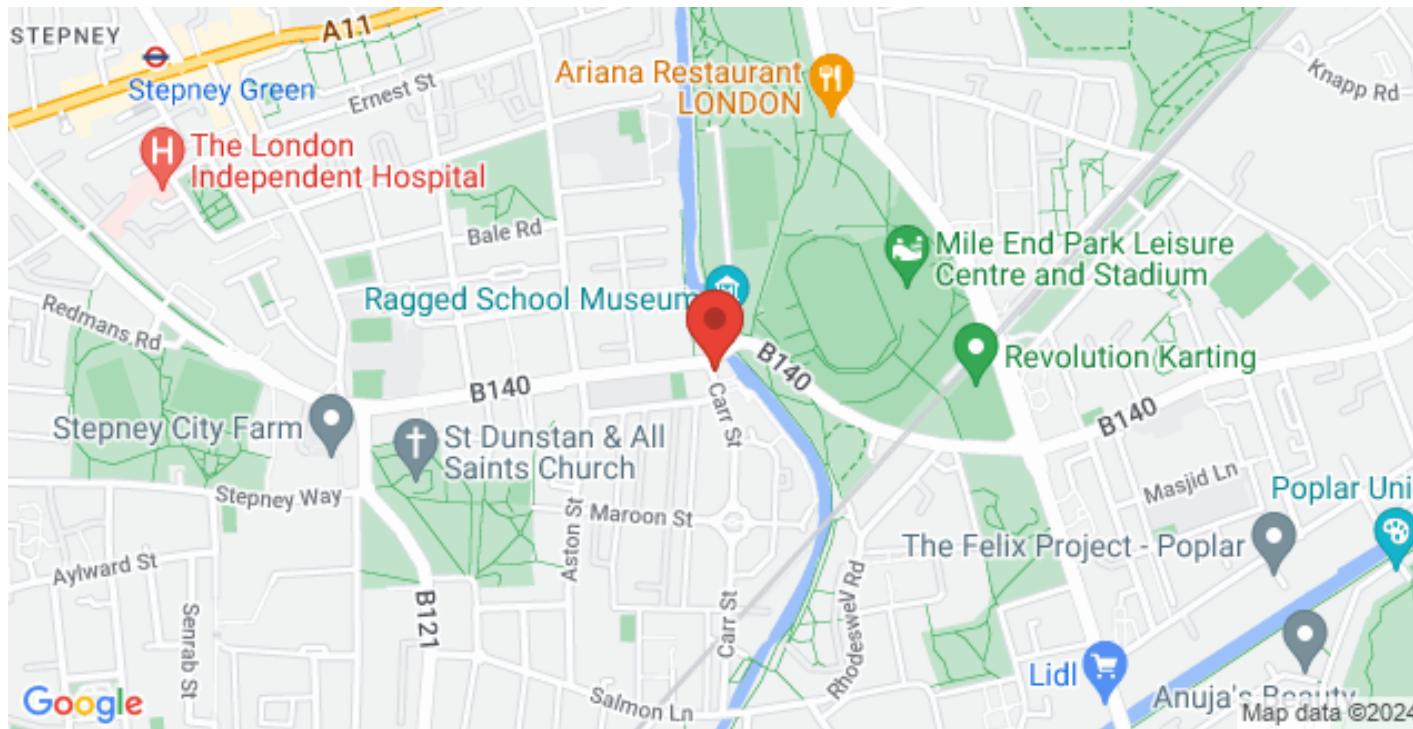 STEPNEY
A11
Stepney Green
Ernest St
Ariana Restaurant
LONDON
Knapp Rd
H
The London
Independent Hospital
Bale Rd
Mile End Park Leisure
Centre and Stadium
Ragged School Museum
Redmans Rd
B140
Revolution Karting
B140
Carr St
B140
Stepney City Farm
St Dunstan & All
Saints Church
Stepney Way
Maroon St
Aston St
Masjid Ln
Poplar Uni
The Felix Project - Poplar
Aylward St
Senrab St
B121
Carr St
Rhodeswell Rd
Salmon Ln
Lidl
Anuja's Beauty
Google
Map data ©2024